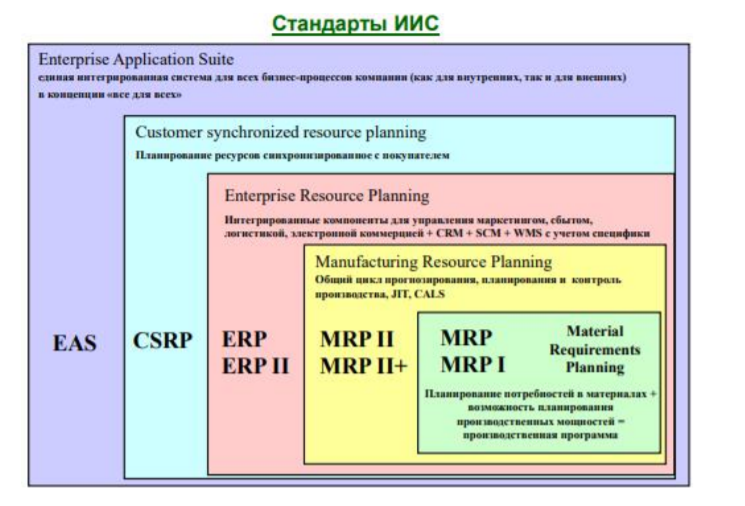 Стандарты ИИС
Enterprise Application Suite
единая интегрированная система для всех бизнес-процессов компании (как для внутренних, так и для внешних)
в концепции «все для всех»
Customer synchronized resource planning
Планирование ресурсов синхронизированное с покупателем
Enterprise Resource Planning
Интегрированные компоненты для управления маркетингом, сбытом,
логистикой, электронной коммерцией + CRM + SCM + WMS с учетом специфики
Manufacturing Resource Planning
Общий цикл прогнозирования, планирования и контроль
производства, JIT, CALS
EAS
CSRP
ERP
ERP II
MRP II
MRP II+
MRP
MRP I
Material
Requirements
Planning
Планирование потребностей в материалах +
возможность планирования
производственных мощностей =
производственная программа